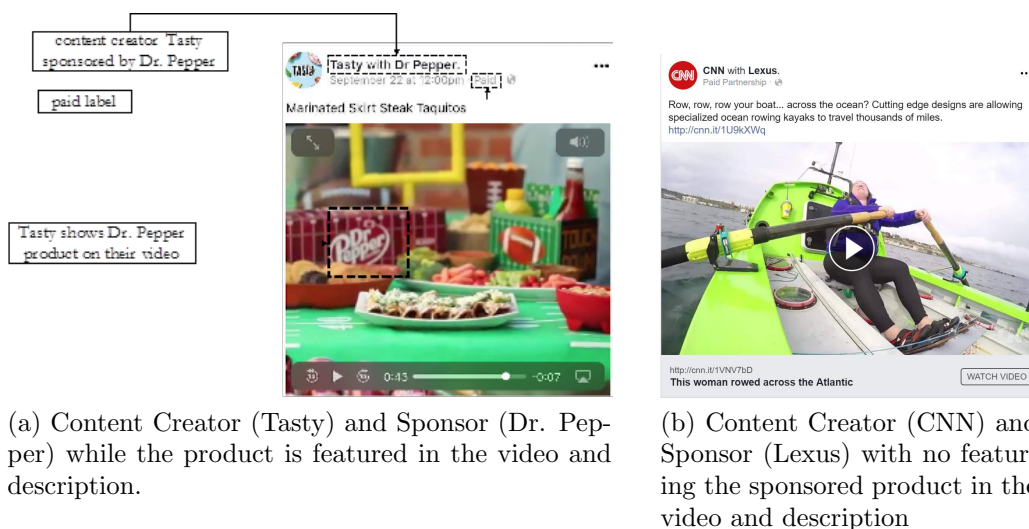 content creator Tasty
sponsored by Dr. Pepper
paid label
Tasty shows Dr. Pepper
product on their video
TASTY
Tasty with Dr Pepper.
September 22 at 12:00pm · Paid ·
Marinated Skirt Steak Taquitos
Dr Pepper
TOUCH
15
15
0:43
-0:07
(a) Content Creator (Tasty) and Sponsor (Dr. Pep-
per) while the product is featured in the video and
description.
CNN
CNN with Lexus.
Paid Partnership ·
Row, row, row your boat... across the ocean? Cutting edge designs are allowing
specialized ocean rowing kayaks to travel thousands of miles.
http://cnn.it/1U9kXWq
http://cnn.it/1VNV7bD
This woman rowed across the Atlantic
WATCH VIDEO
(b) Content Creator (CNN) and
Sponsor (Lexus) with no featur
ing the sponsored product in the
video and description